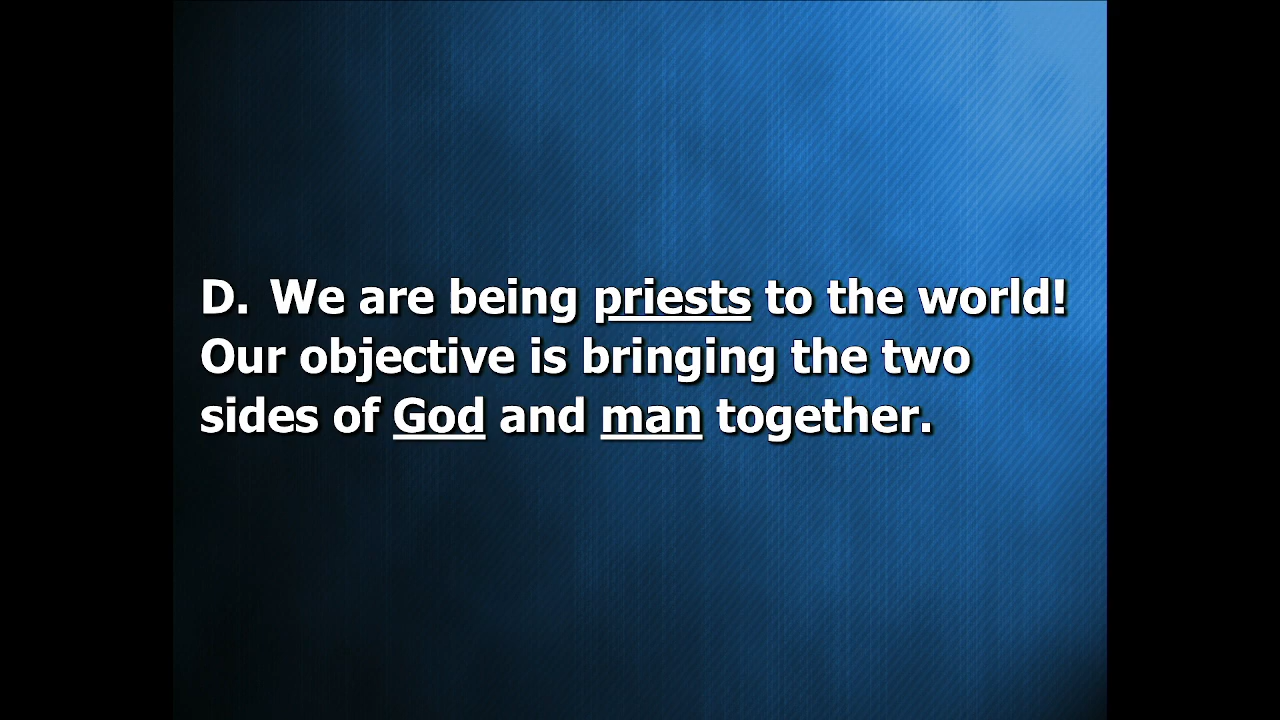 D. We are being priests to the world!
Our objective is bringing the two
sides of God and man together.